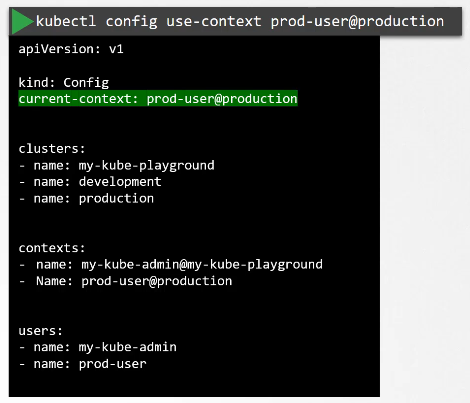 kubectl config use-context prod-user@production
apiVersion: v1
kind: Config
current-context: prod-user@production
clusters:
- name: my-kube-playground
- name: development
- name: production
contexts:
- name: my-kube-admin@my-kube-playground
- Name: prod-user@production
users:
- name: my-kube-admin
- name: prod-user